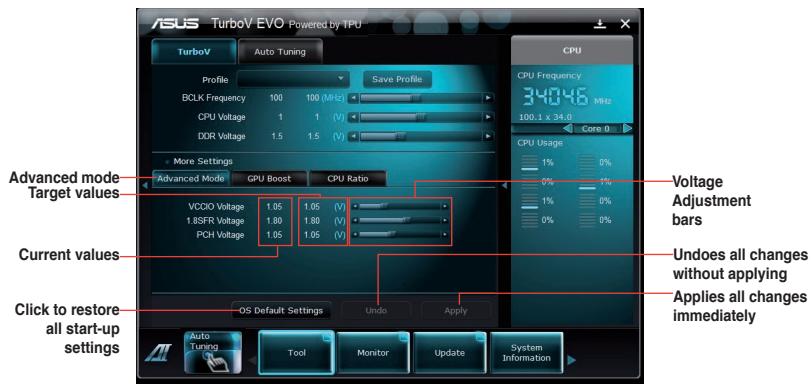 ASUS TurboV EVO Powered by TPU
TurboV Auto Tuning
Profile Save Profile
BCLK Frequency 100 100 (MHz)
CPU Voltage 1 1 (V)
DDR Voltage 1.5 1.5 (V)
More Settings
Advanced Mode GPU Boost CPU Ratio
VCCIO Voltage 1.05 1.05 (V)
1.8SFR Voltage 1.80 1.80 (V)
PCH Voltage 1.05 1.05 (V)
OS Default Settings Undo Apply
CPU
CPU Frequency
3404.6 MHz
100.1 x 34.0
Core 0
CPU Usage
1% 0%
0% 1%
1% 0%
0% 0%
Auto
Tuning
Tool
Monitor
Update
System
Information
Advanced mode
Target values
Current values
Click to restore
all start-up
settings
Voltage
Adjustment
bars
Undoes all changes
without applying
Applies all changes
immediately